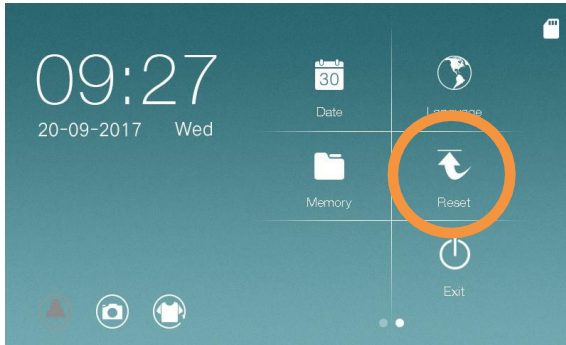 09:27
20-09-2017 Wed
30
Date
Language
Memory
Reset
Exit